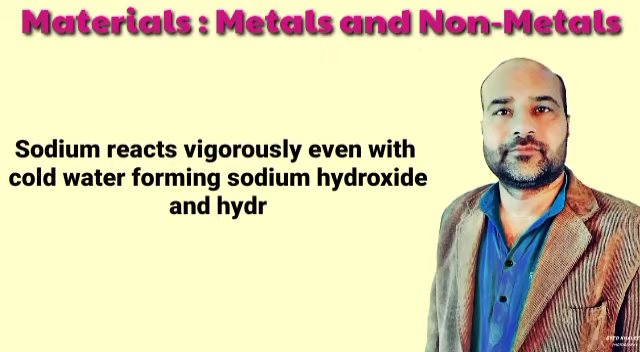 Materials : Metals and Non-Metals
Sodium reacts vigorously even with
cold water forming sodium hydroxide
and hydr